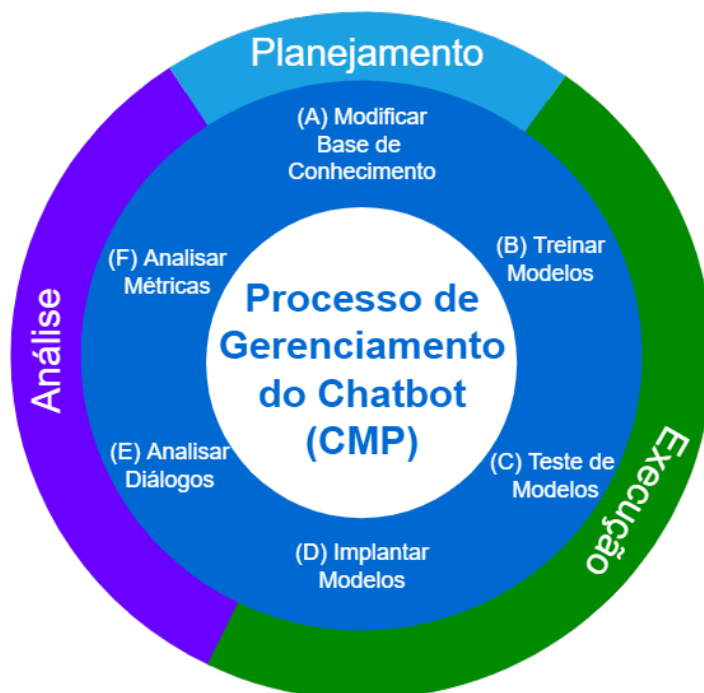 Planejamento
(A) Modificar
Base de
Conhecimento
(B) Treinar
Modelos
(C) Teste de
Modelos
Execução
(D) Implantar
Modelos
(E) Analisar
Diálogos
(F) Analisar
Métricas
Análise
Processo de
Gerenciamento
do Chatbot
(CMP)